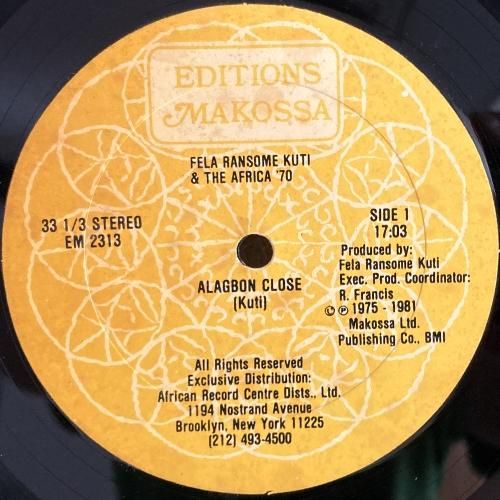 EDITIONS
MAKOSSA
FELA RANSOME KUTI
& THE AFRICA '70
33 1/3 STEREO
EM 2313
SIDE 1
17:03
Produced by:
Fela Ransome Kuti
Exec. Prod. Coordinator:
R. Francis
© ℗ 1975 - 1981
Makossa Ltd.
Publishing Co., BMI
ALAGBON CLOSE
(Kuti)
All Rights Reserved
Exclusive Distribution:
African Record Centre Dists., Ltd.
1194 Nostrand Avenue
Brooklyn, New York 11225
(212) 493-4500